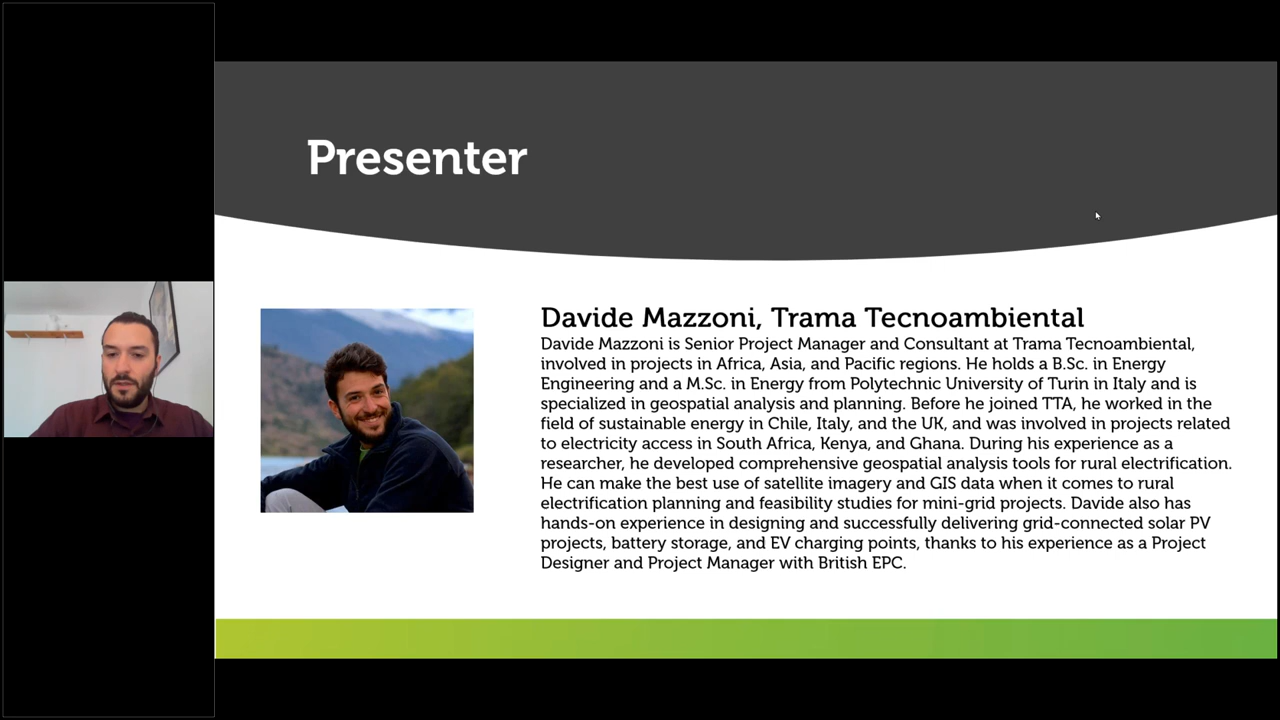 Presenter
Davide Mazzoni, Trama Tecnoambiental
Davide Mazzoni is Senior Project Manager and Consultant at Trama Tecnoambiental,
involved in projects in Africa, Asia, and Pacific regions. He holds a B.Sc. in Energy
Engineering and a M.Sc. in Energy from Polytechnic University of Turin in Italy and is
specialized in geospatial analysis and planning. Before he joined TTA, he worked in the
field of sustainable energy in Chile, Italy, and the UK, and was involved in projects related
to electricity access in South Africa, Kenya, and Ghana. During his experience as a
researcher, he developed comprehensive geospatial analysis tools for rural electrification.
He can make the best use of satellite imagery and GIS data when it comes to rural
electrification planning and feasibility studies for mini-grid projects. Davide also has
hands-on experience in designing and successfully delivering grid-connected solar PV
projects, battery storage, and EV charging points, thanks to his experience as a Project
Designer and Project Manager with British EPC.